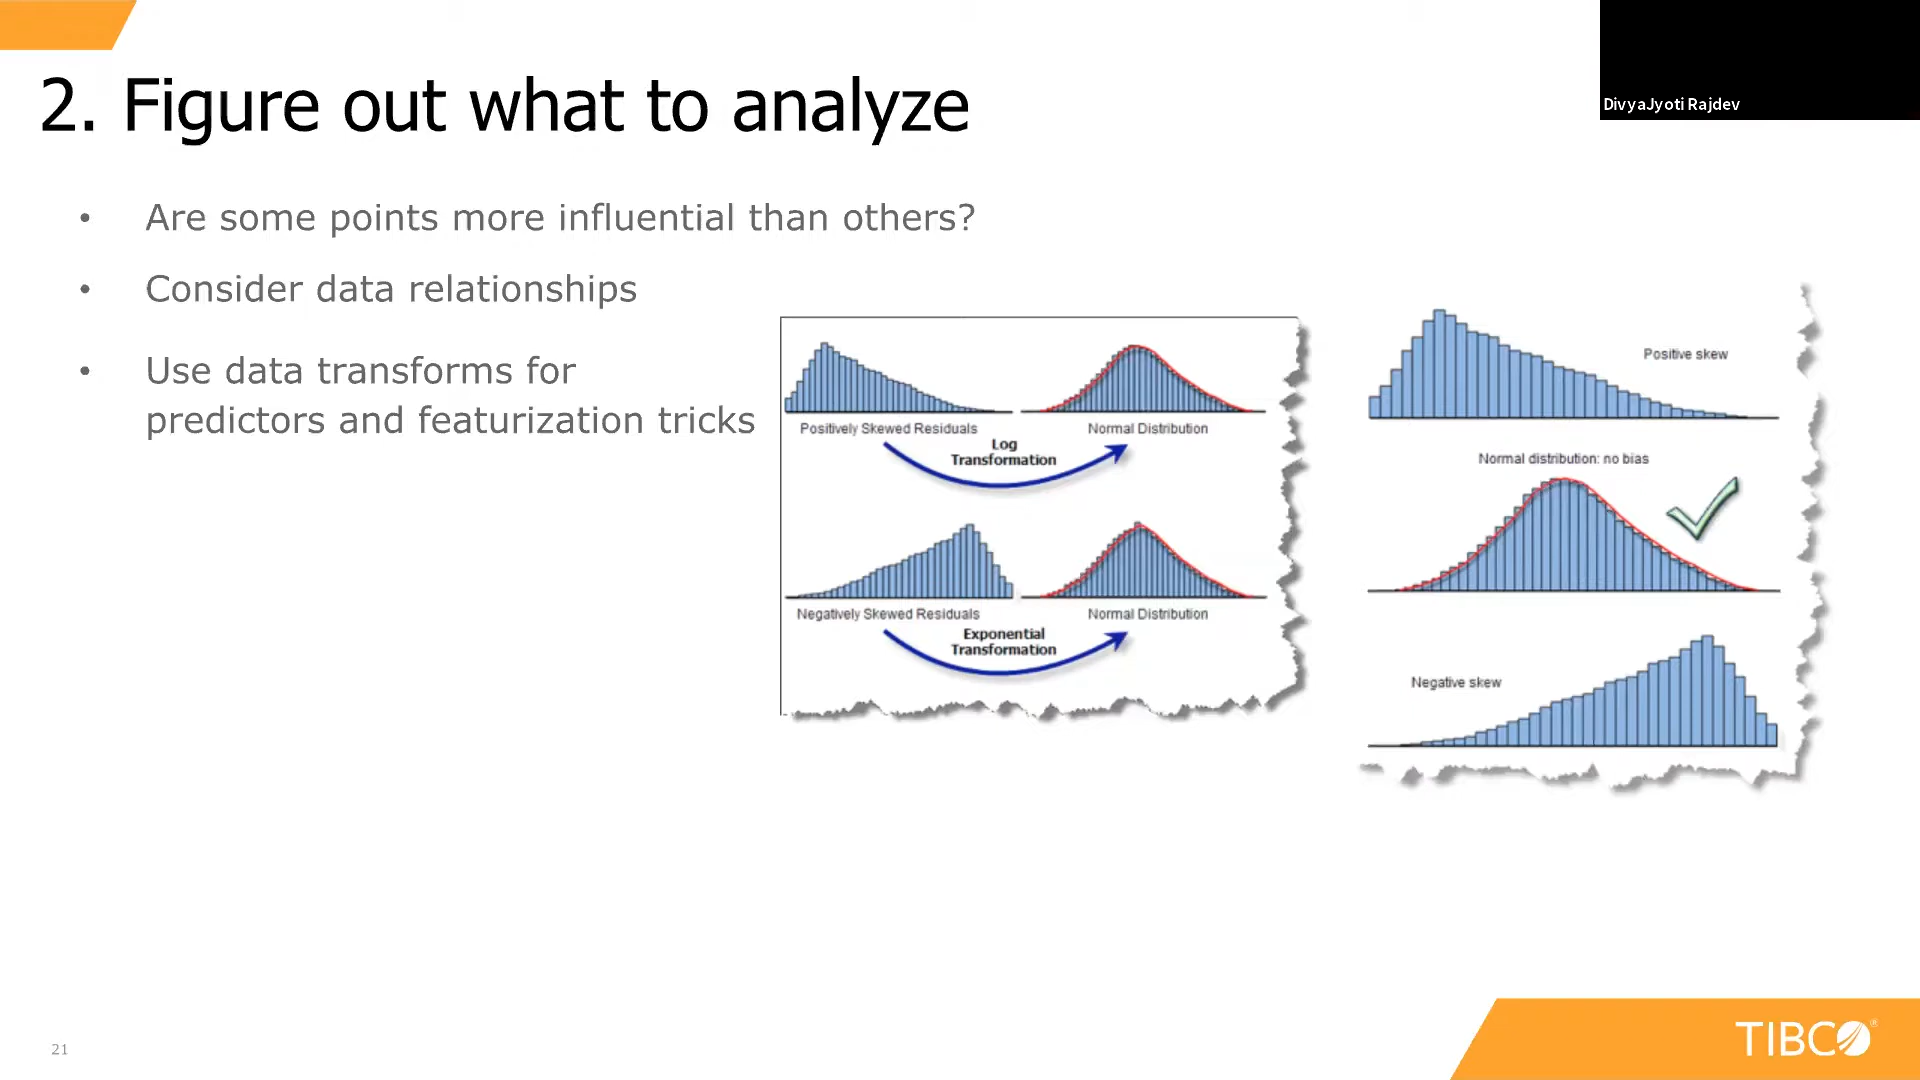 DivyaJyoti Rajdev
2. Figure out what to analyze
• Are some points more influential than others?
• Consider data relationships
• Use data transforms for
predictors and featurization tricks
Positively Skewed Residuals
Normal Distribution
Log
Transformation
Negatively Skewed Residuals
Normal Distribution
Exponential
Transformation
Positive skew
Normal distribution: no bias
Negative skew
21
TIBCO®